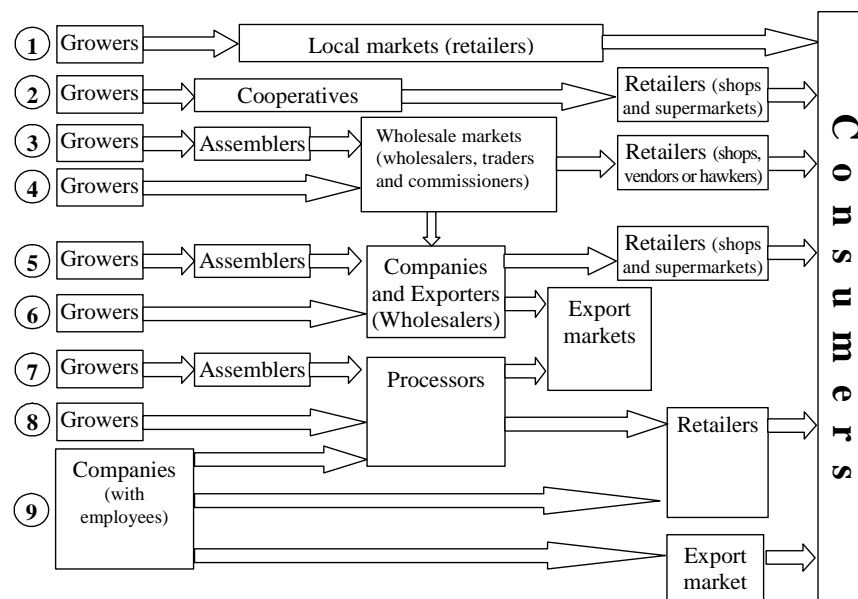 1 Growers Local markets (retailers)
2 Growers Cooperatives Retailers (shops
and supermarkets)
3 Growers Assemblers Wholesale markets
(wholesalers, traders
and commissioners) Retailers (shops,
vendors or hawkers)
4 Growers
5 Growers Assemblers Companies
and Exporters
(Wholesalers) Retailers (shops
and supermarkets)
6 Growers Export
markets
7 Growers Assemblers Processors
8 Growers Retailers
9 Companies
(with
employees)
Export
market
Consumers